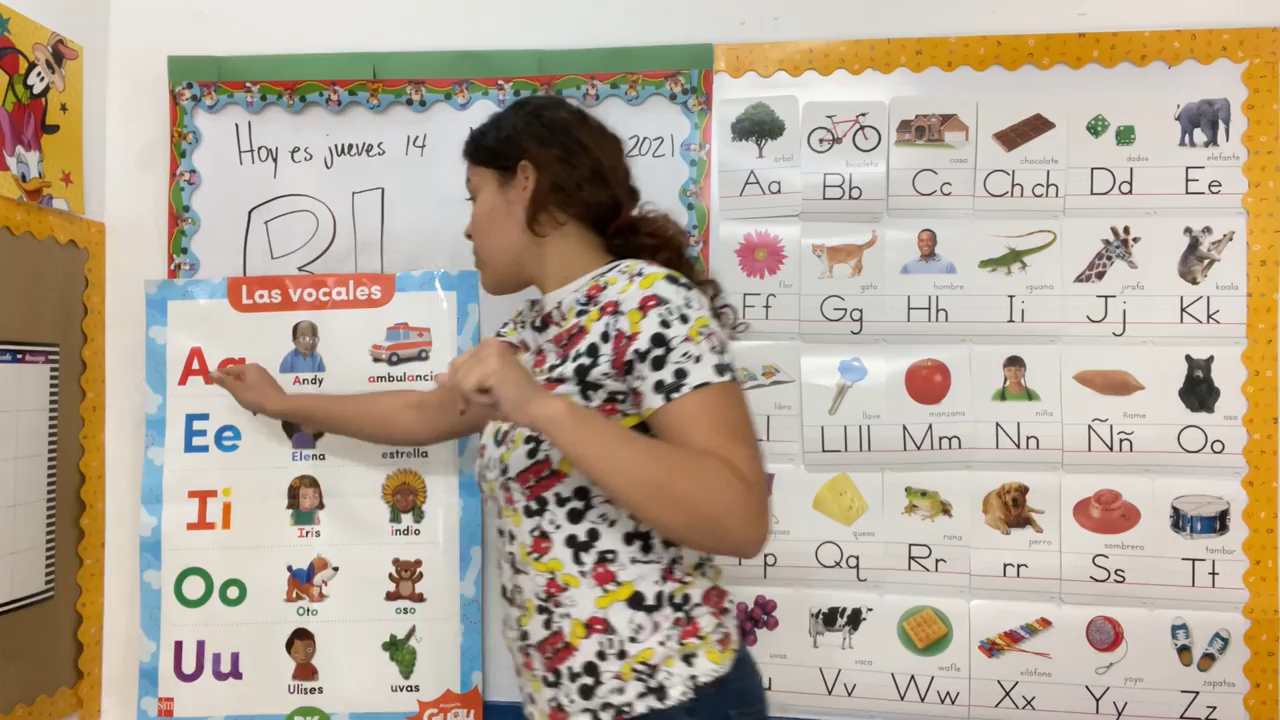 Hoy es jueves 14
2021
Bl
Las vocales
Aa
Andy
ambulancia
Ee
Elena
estrella
Ii
Iris
indio
Oo
Oto
oso
Uu
Ulises
uvas
sm
árbol
bicicleta
casa
chocolate
dados
elefante
Aa
Bb
Cc
Ch ch
Dd
Ee
flor
gato
hombre
iguana
jirafa
koala
Ff
Gg
Hh
Ii
Jj
Kk
libro
llave
manzana
niña
ñame
oso
Ll
LLll
Mm
Nn
Ññ
Oo
queso
rana
perro
sombrero
tambor
p
Qq
Rr
rr
Ss
Tt
uvas
vaca
wafle
xilófono
yoyo
zapatos
u
Vv
Ww
Xx
Yy
Zz